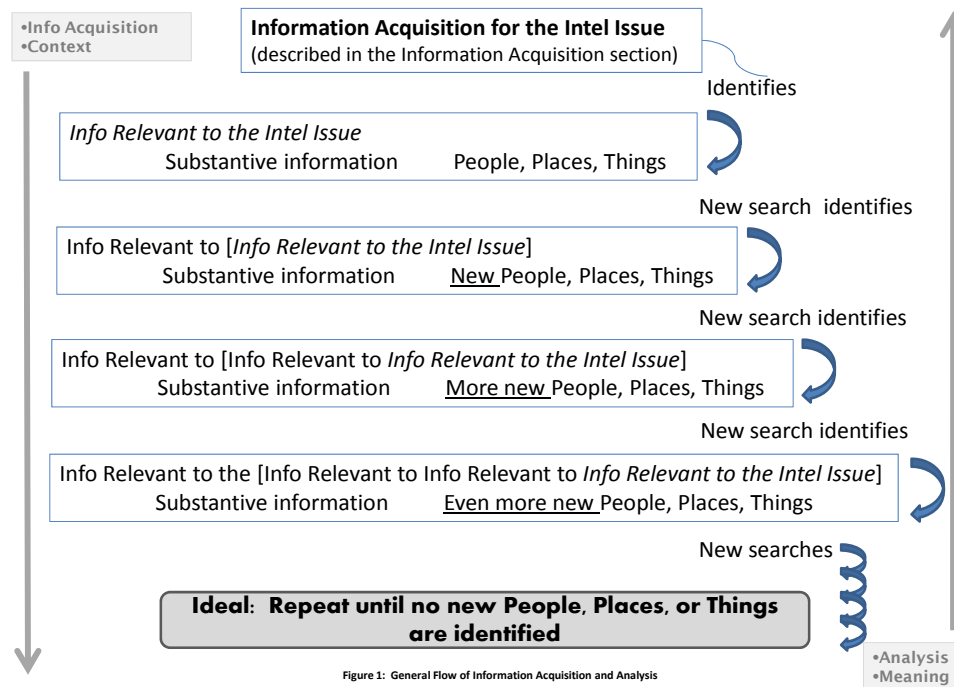 •Info Acquisition
•Context
Information Acquisition for the Intel Issue
(described in the Information Acquisition section)
Identifies
Info Relevant to the Intel Issue
Substantive information People, Places, Things
New search identifies
Info Relevant to [Info Relevant to the Intel Issue]
Substantive information New People, Places, Things
New search identifies
Info Relevant to [Info Relevant to Info Relevant to the Intel Issue]
Substantive information More new People, Places, Things
New search identifies
Info Relevant to the [Info Relevant to Info Relevant to Info Relevant to the Intel Issue]
Substantive information Even more new People, Places, Things
New searches
Ideal: Repeat until no new People, Places, or Things
are identified
•Analysis
•Meaning
Figure 1: General Flow of Information Acquisition and Analysis